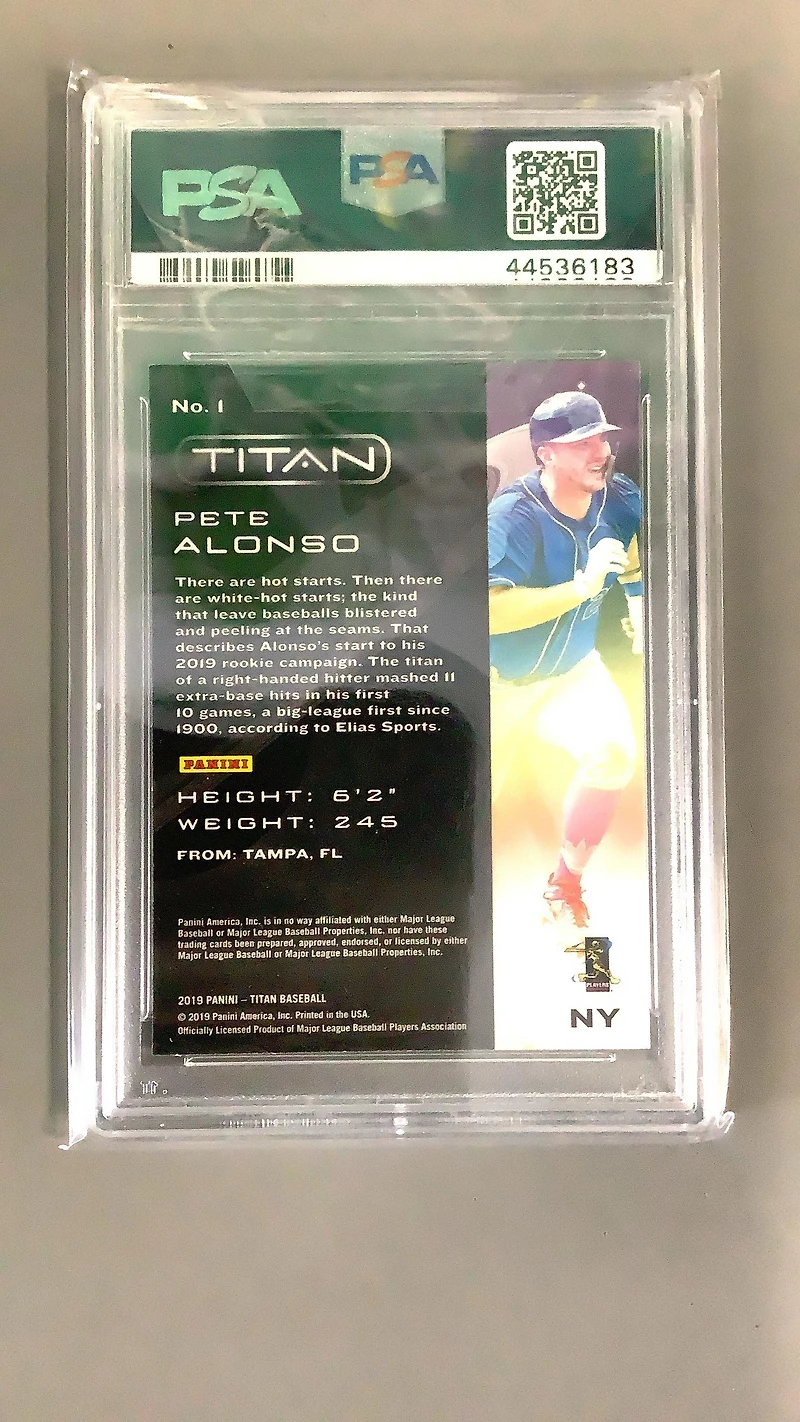 PSA
PSA
44536183
No. 1
TITAN
PETE
ALONSO
There are hot starts. Then there
are white-hot starts; the kind
that leave baseballs blistered
and peeling at the seams. That
describes Alonso's start to his
2019 rookie campaign. The titan
of a right-handed hitter mashed 11
extra-base hits in his first
10 games, a big-league first since
1900, according to Elias Sports.
PANINI
HEIGHT: 6'2"
WEIGHT: 245
FROM: TAMPA, FL
Panini America, Inc. is in no way affiliated with either Major League
Baseball or Major League Baseball Properties, Inc. nor have these
trading cards been prepared, approved, endorsed, or licensed by either
Major League Baseball or Major League Baseball Properties, Inc.
2019 PANINI – TITAN BASEBALL
© 2019 Panini America, Inc. Printed in the USA.
Officially Licensed Product of Major League Baseball Players Association
PLAYERS
NY